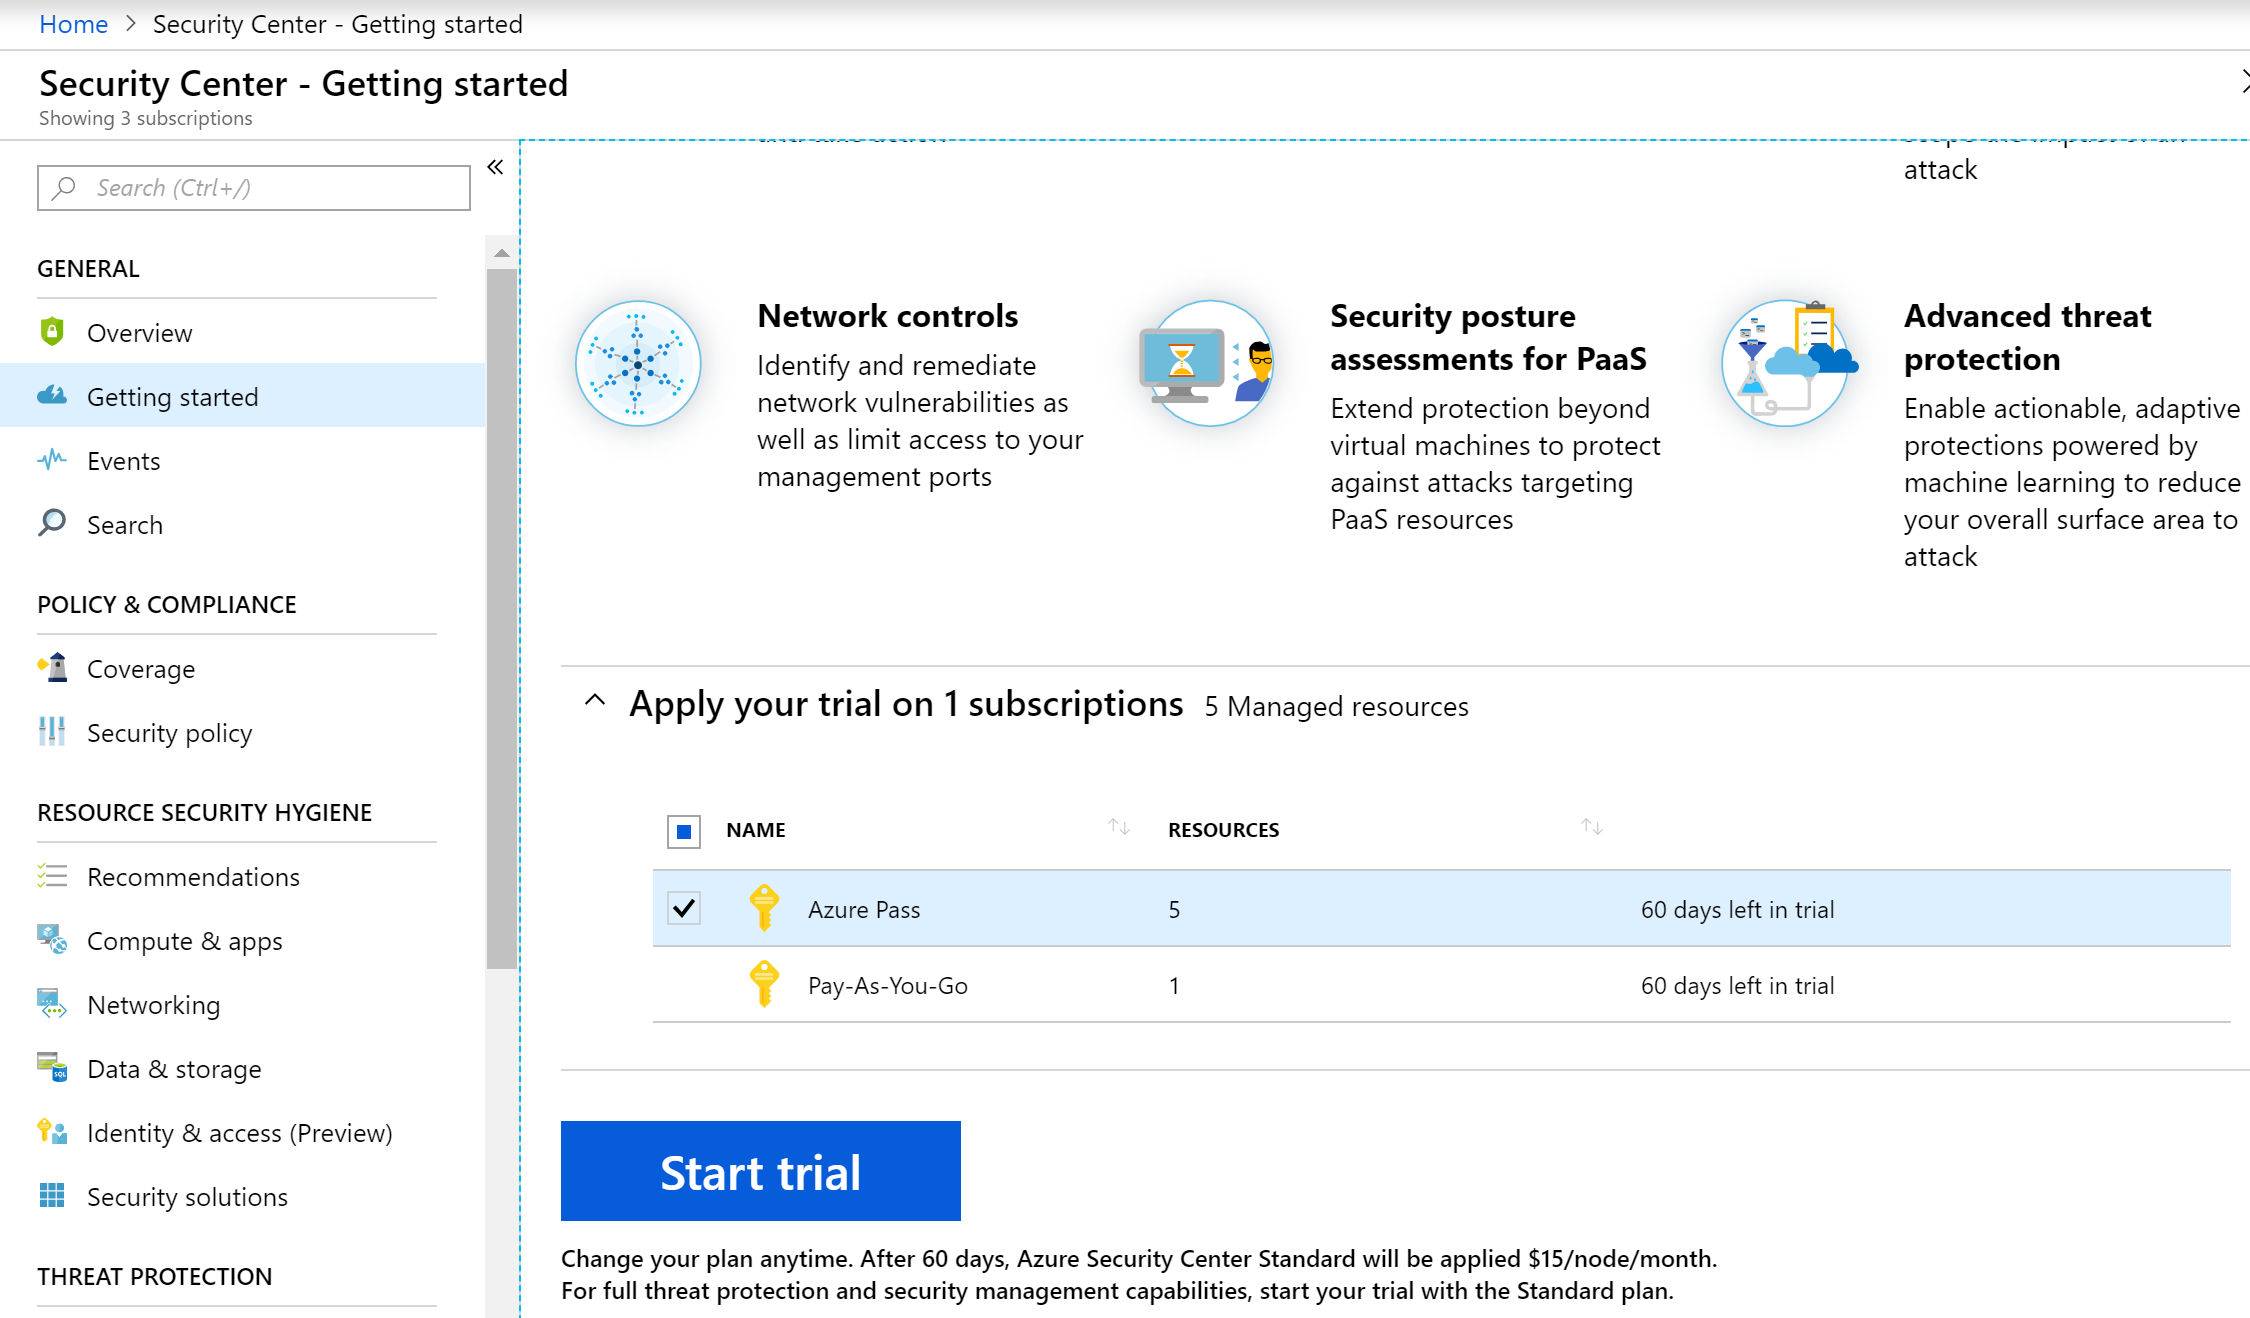 Home > Security Center - Getting started
Security Center - Getting started
Showing 3 subscriptions
Search (Ctrl+/)
GENERAL
Overview
Getting started
Events
Search
POLICY & COMPLIANCE
Coverage
Security policy
RESOURCE SECURITY HYGIENE
Recommendations
Compute & apps
Networking
Data & storage
SQL
Identity & access (Preview)
Security solutions
THREAT PROTECTION
attack
Network controls
Identify and remediate
network vulnerabilities as
well as limit access to your
management ports
Security posture
assessments for PaaS
Extend protection beyond
virtual machines to protect
against attacks targeting
PaaS resources
Advanced threat
protection
Enable actionable, adaptive
protections powered by
machine learning to reduce
your overall surface area to
attack
Apply your trial on 1 subscriptions 5 Managed resources
NAME RESOURCES
Azure Pass 5 60 days left in trial
Pay-As-You-Go 1 60 days left in trial
Start trial
Change your plan anytime. After 60 days, Azure Security Center Standard will be applied $15/node/month.
For full threat protection and security management capabilities, start your trial with the Standard plan.